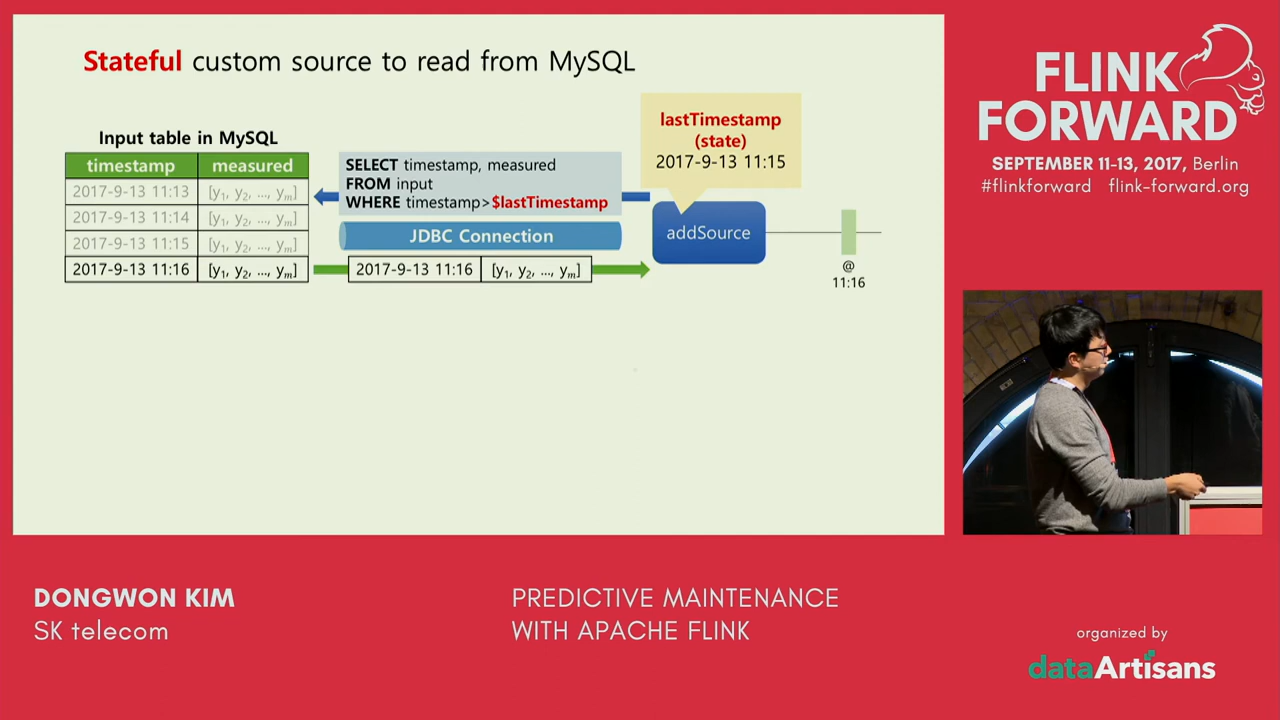 Stateful custom source to read from MySQL
Input table in MySQL
timestamp measured
2017-9-13 11:13 [y₁, y₂, ..., yₘ]
2017-9-13 11:14 [y₁, y₂, ..., yₘ]
2017-9-13 11:15 [y₁, y₂, ..., yₘ]
2017-9-13 11:16 [y₁, y₂, ..., yₘ]
SELECT timestamp, measured
FROM input
WHERE timestamp>$lastTimestamp
JDBC Connection
2017-9-13 11:16 [y₁, y₂, ..., yₘ]
lastTimestamp
(state)
2017-9-13 11:15
addSource
@
11:16
FLINK
FORWARD
SEPTEMBER 11-13, 2017, Berlin
#flinkforward flink-forward.org
DONGWON KIM
SK telecom
PREDICTIVE MAINTENANCE
WITH APACHE FLINK
organized by
dataArtisans